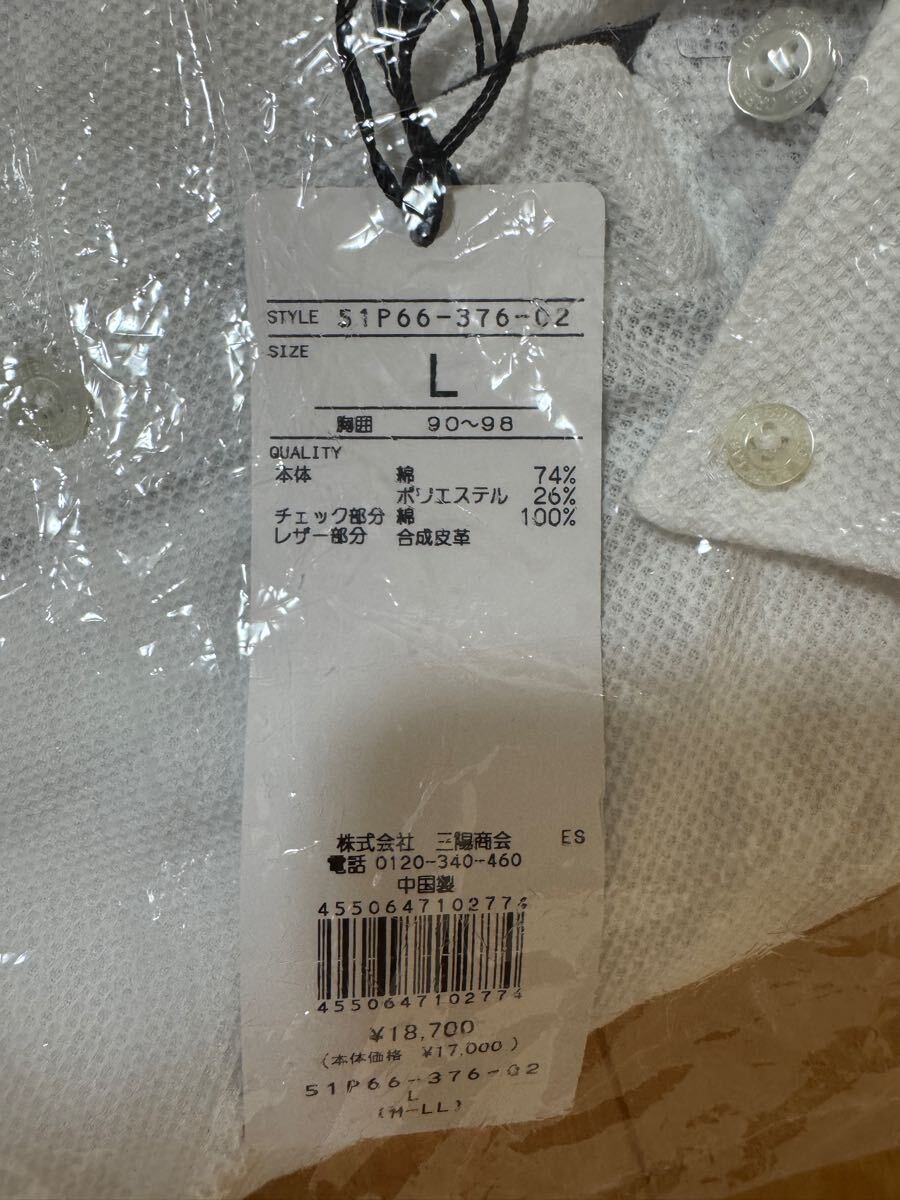 STYLE 51P66-376-02
SIZE
L
胸囲 90~98
QUALITY
本体 綿 74%
ポリエステル 26%
チェック部分 綿 100%
レザー部分 合成皮革
株式会社 三陽商会 ES
電話 0120-340-460
中国製
4550647102774
4550647102774
¥18,700
(本体価格 ¥17,000)
51P66-376-02
L
(M-LL)